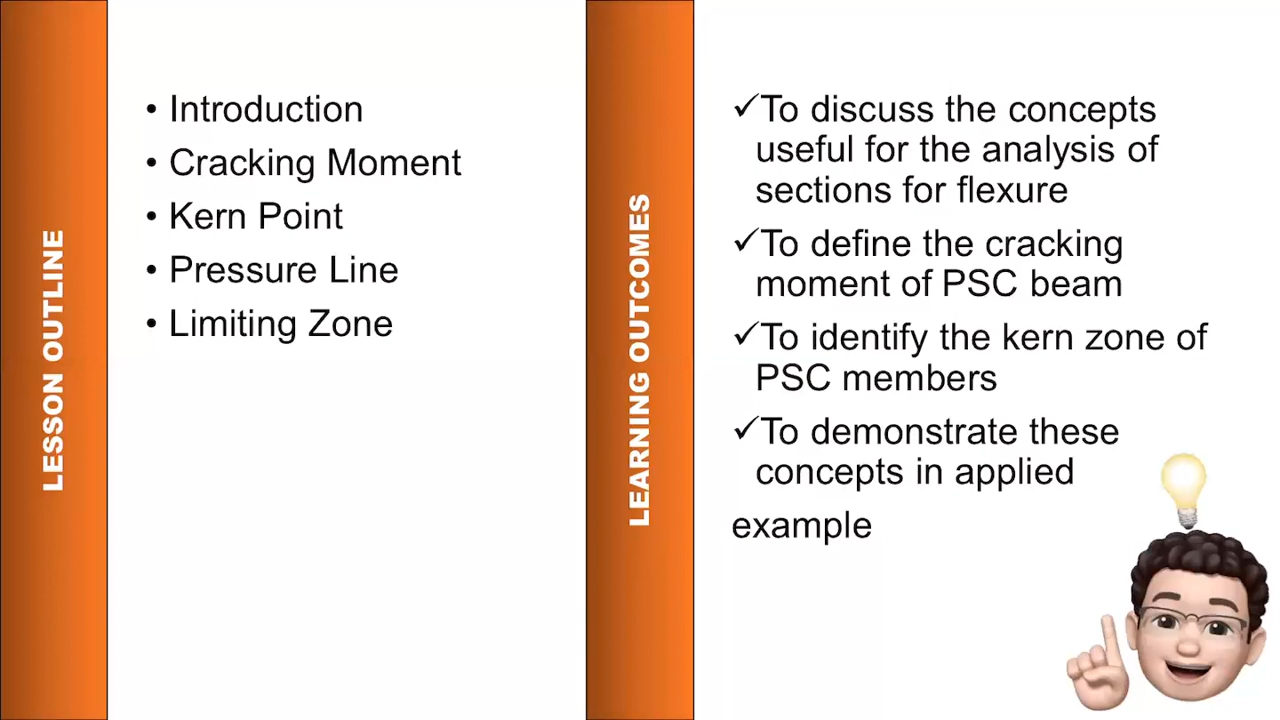 LESSON OUTLINE
• Introduction
• Cracking Moment
• Kern Point
• Pressure Line
• Limiting Zone
LEARNING OUTCOMES
✓To discuss the concepts
useful for the analysis of
sections for flexure
✓To define the cracking
moment of PSC beam
✓To identify the kern zone of
PSC members
✓To demonstrate these
concepts in applied
example